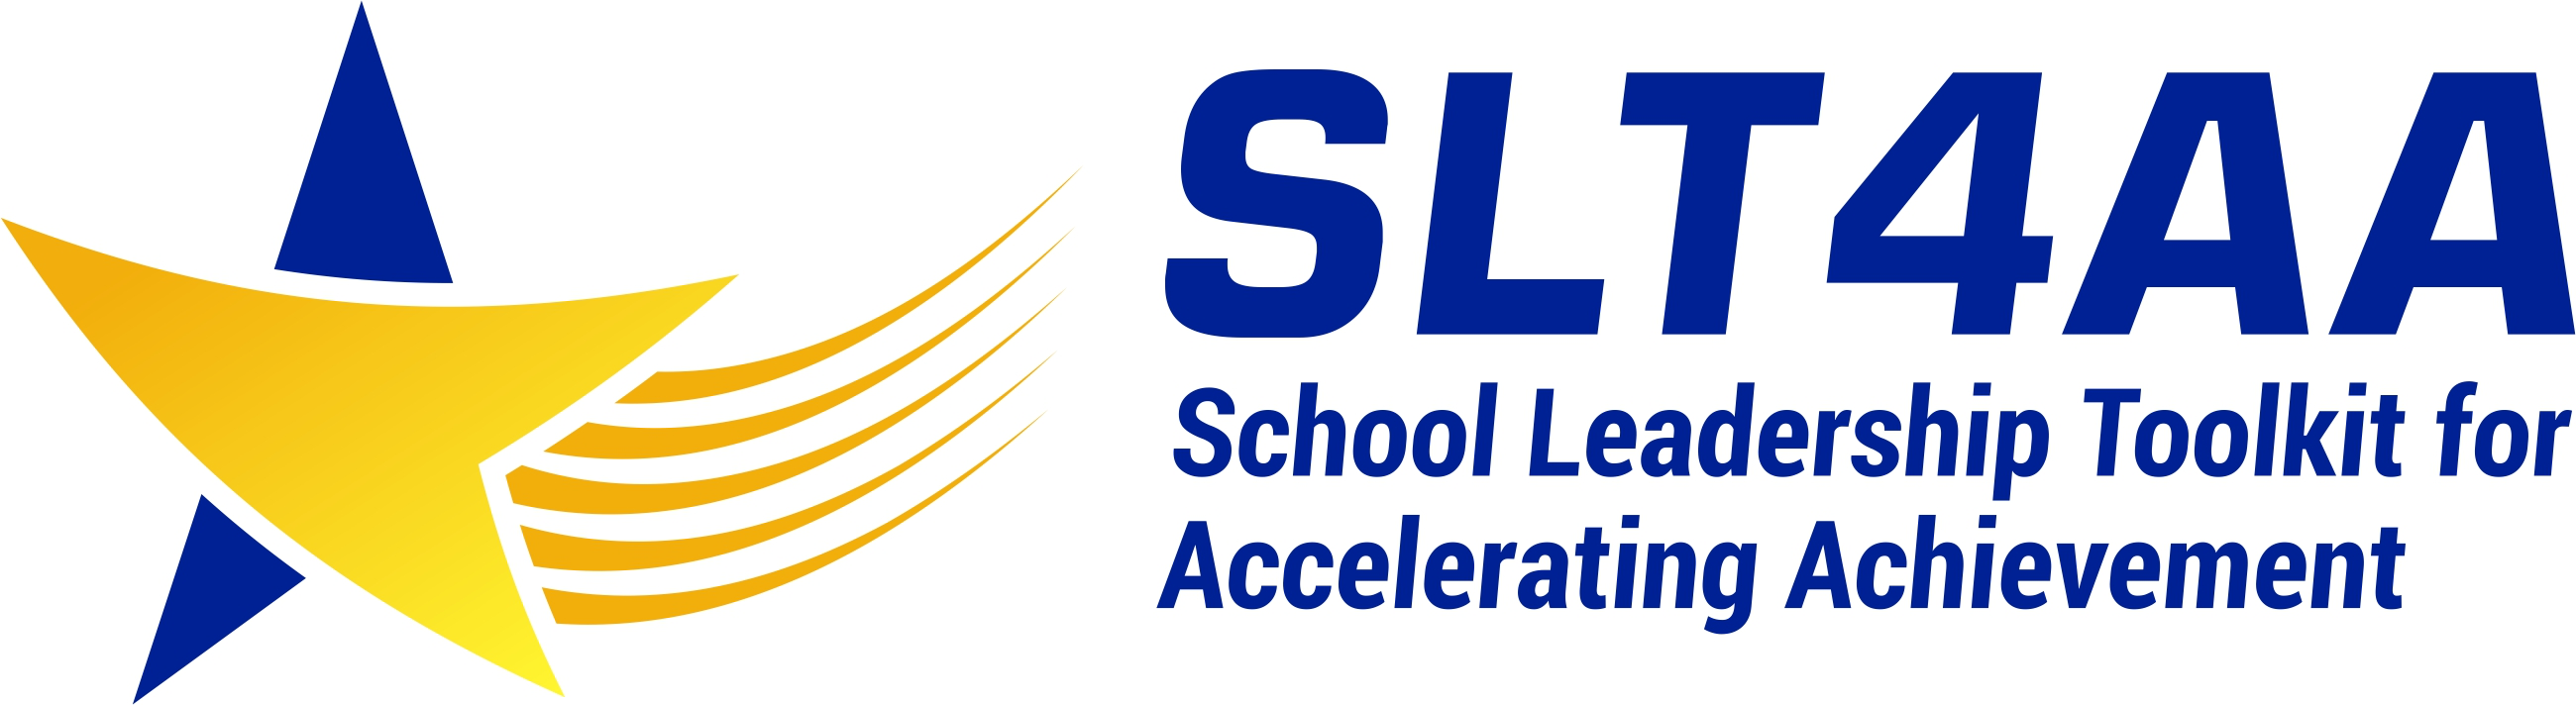 SLT4AA
School Leadership Toolkit for
Accelerating Achievement